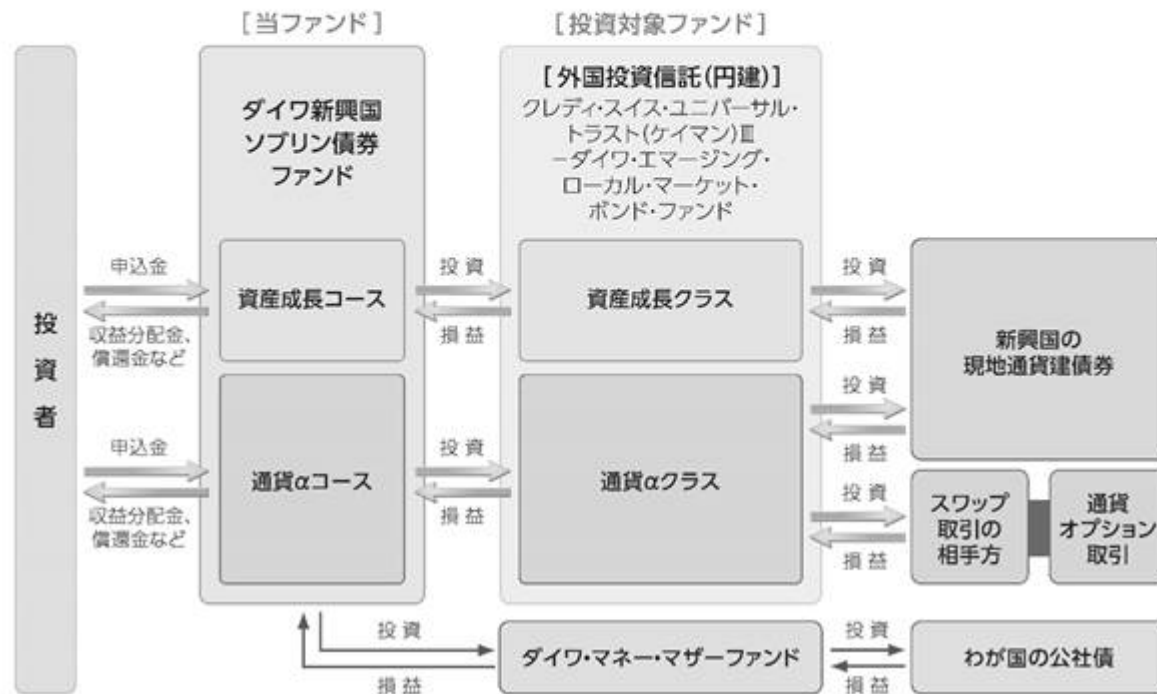 [当ファンド]
[投資対象ファンド]
投資者
ダイワ新興国
ソブリン債券
ファンド
[外国投資信託(円建)]
クレディ・スイス・ユニバーサル・
トラスト(ケイマン)Ⅲ
－ダイワ・エマージング・
ローカル・マーケット・
ボンド・ファンド
申込金
収益分配金、
償還金など
資産成長コース
投資
損益
資産成長クラス
投資
損益
新興国の
現地通貨建債券
申込金
収益分配金、
償還金など
通貨αコース
投資
損益
通貨αクラス
投資
損益
投資
損益
スワップ
取引の
相手方
通貨
オプション
取引
投資
損益
ダイワ・マネー・マザーファンド
投資
損益
わが国の公社債